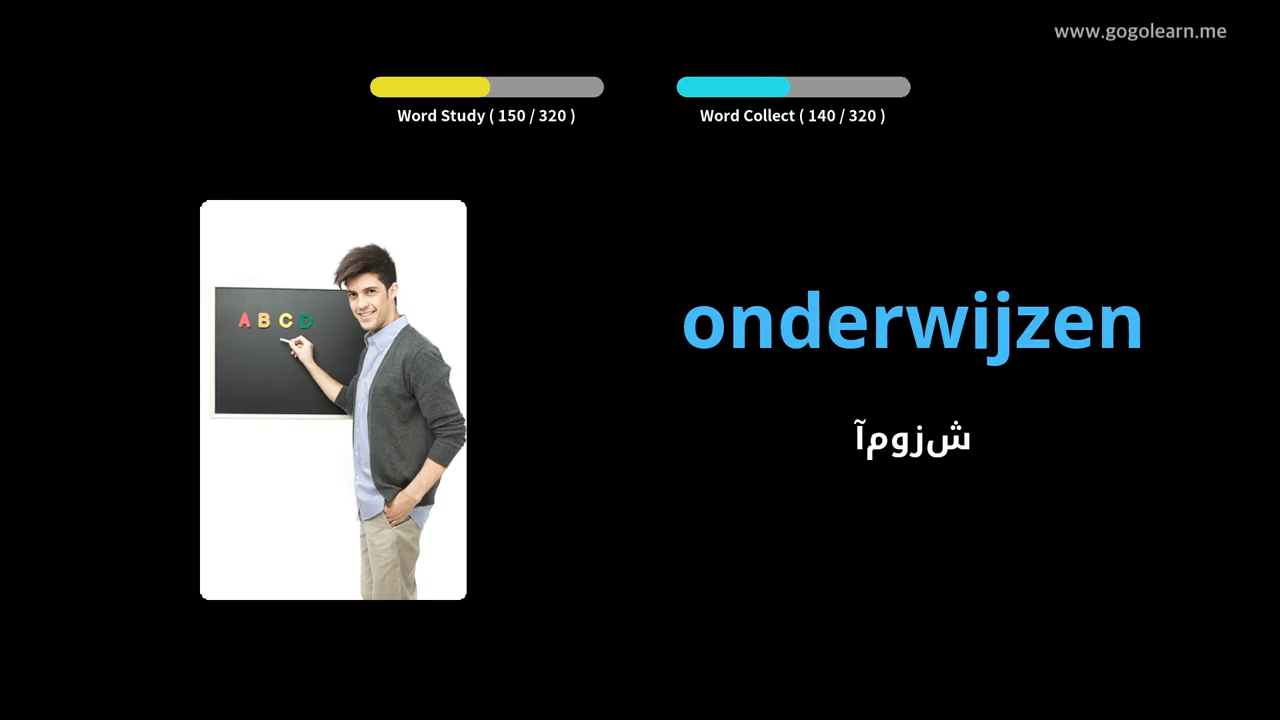 www.gogolearn.me
Word Study ( 150 / 320 )
Word Collect ( 140 / 320 )
A B C D
onderwijzen
آموزش